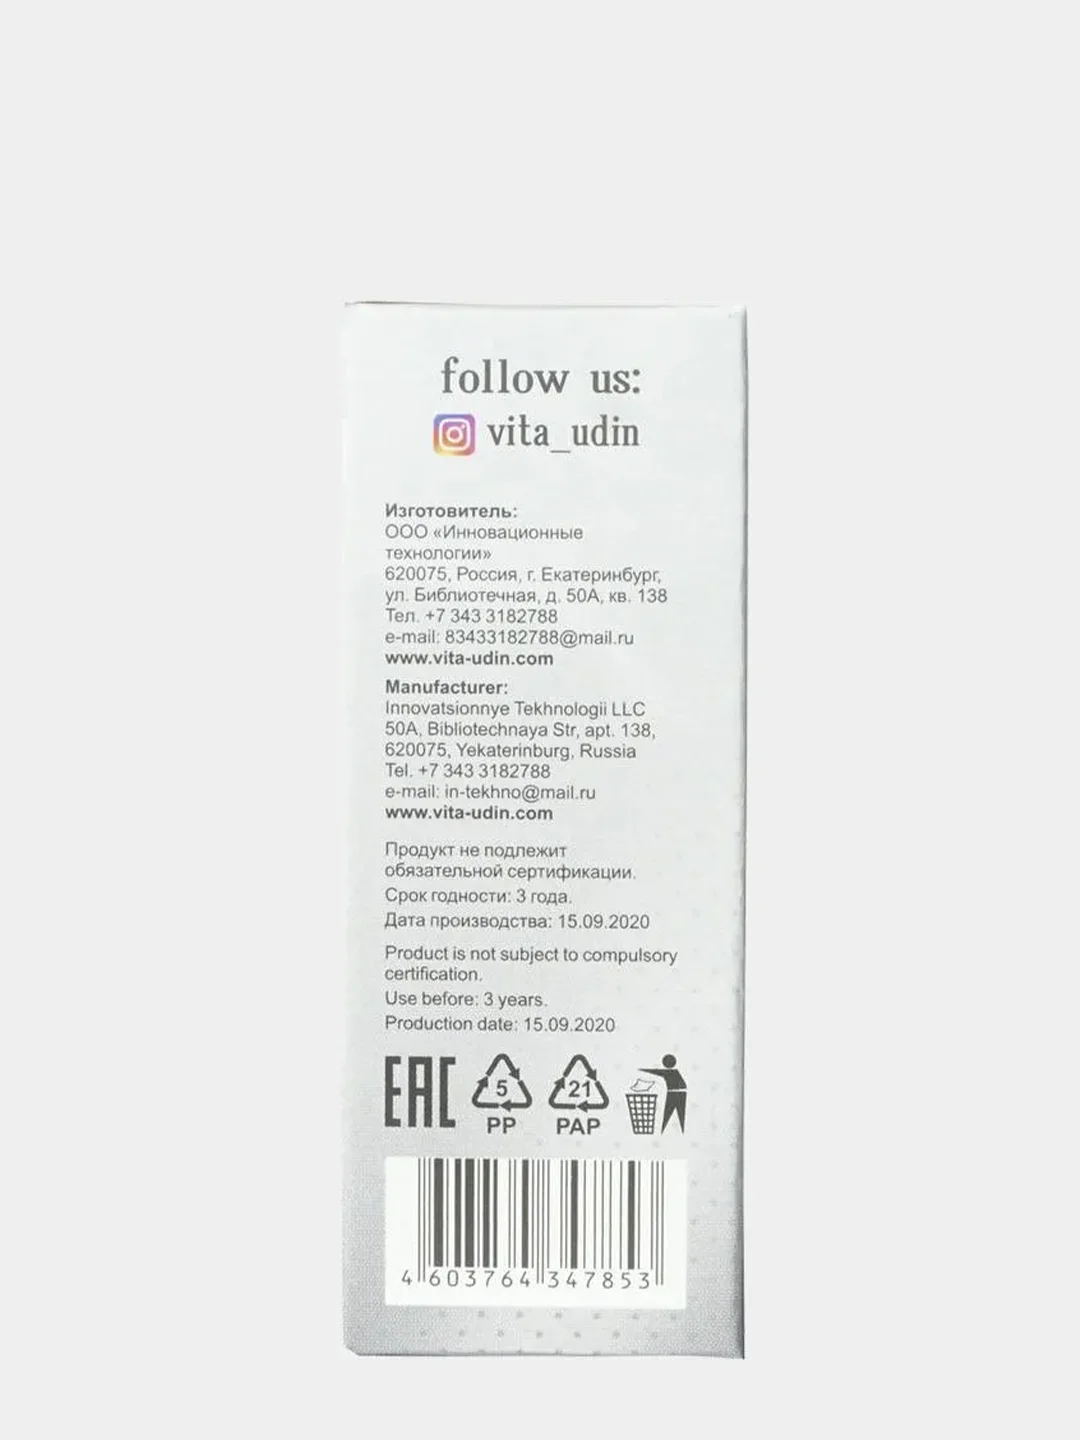 follow us:
vita_udin
Изготовитель:
ООО «Инновационные
технологии»
620075, Россия, г. Екатеринбург,
ул. Библиотечная, д. 50А, кв. 138
Тел. +7 343 3182788
e-mail: 83433182788@mail.ru
www.vita-udin.com
Manufacturer:
Innovatsionnye Tekhnologii LLC
50A, Bibliotechnaya Str, apt. 138,
620075, Yekaterinburg, Russia
Tel. +7 343 3182788
e-mail: in-tekhno@mail.ru
www.vita-udin.com
Продукт не подлежит
обязательной сертификации.
Срок годности: 3 года.
Дата производства: 15.09.2020
Product is not subject to compulsory
certification.
Use before: 3 years.
Production date: 15.09.2020
EAC 5 21
PP PAP
4 603764 347853